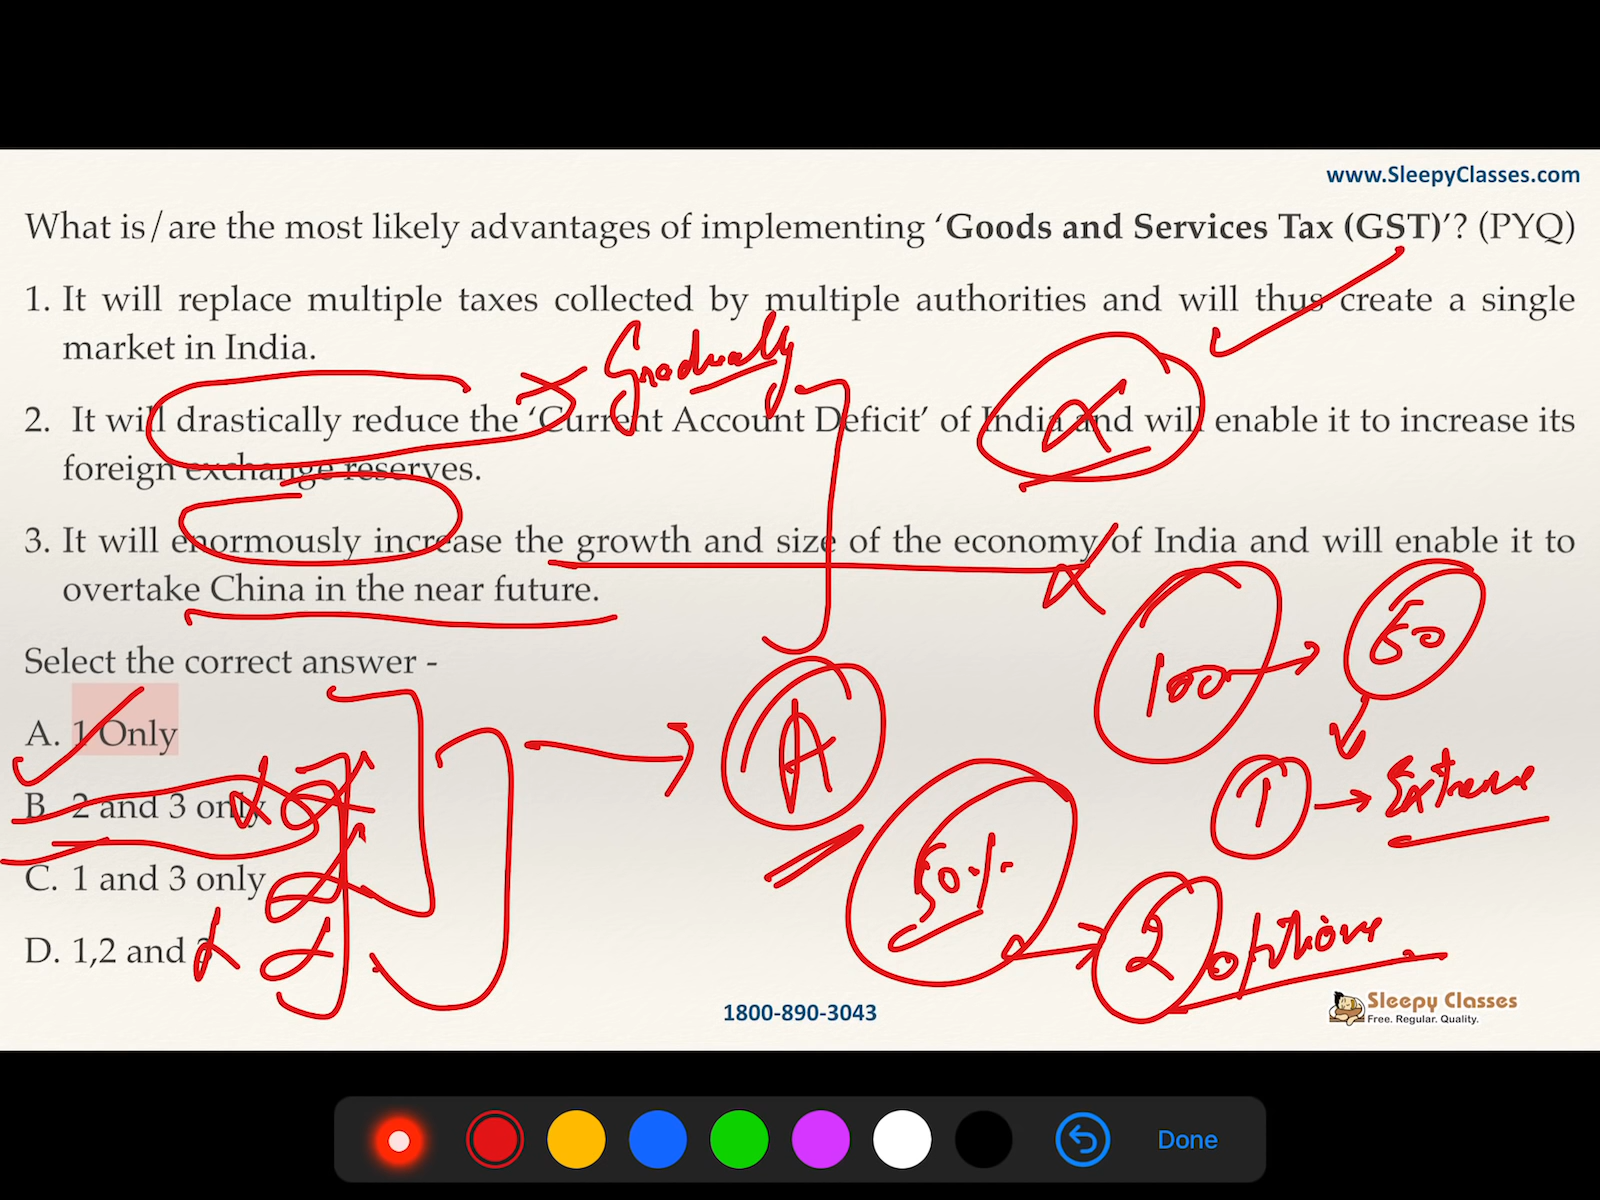 www.SleepyClasses.com
What is/are the most likely advantages of implementing ‘Goods and Services Tax (GST)’? (PYQ)
1. It will replace multiple taxes collected by multiple authorities and will thus create a single
market in India.
Gradually
2. It will drastically reduce the ‘Current Account Deficit’ of India and will enable it to increase its
foreign exchange reserves.
3. It will enormously increase the growth and size of the economy of India and will enable it to
overtake China in the near future.
100
50
Select the correct answer -
A. 1 Only
A
1
Extreme
B. 2 and 3 only
C. 1 and 3 only
50%
D. 1,2 and 3
2 options
1800-890-3043
Sleepy Classes
Free. Regular. Quality.
Done